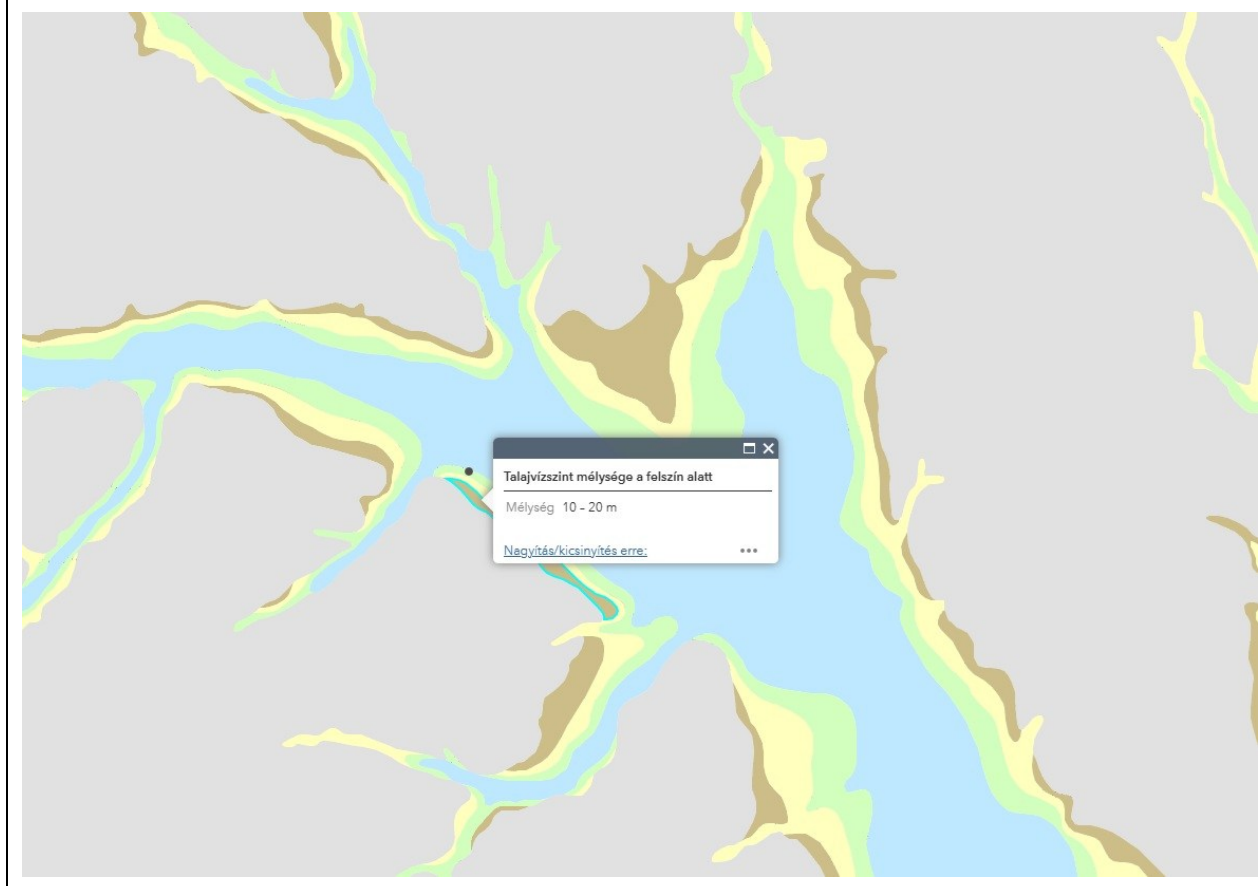 Talajvízszint mélysége a felszín alatt
Mélység 10 - 20 m
Nagyítás/kicsinyítés erre: